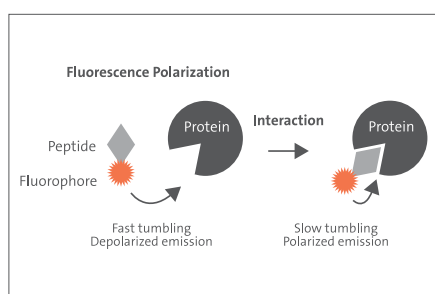 Fluorescence Polarization
Protein
Interaction
Protein
Peptide
Fluorophore
Fast tumbling
Depolarized emission
Slow tumbling
Polarized emission